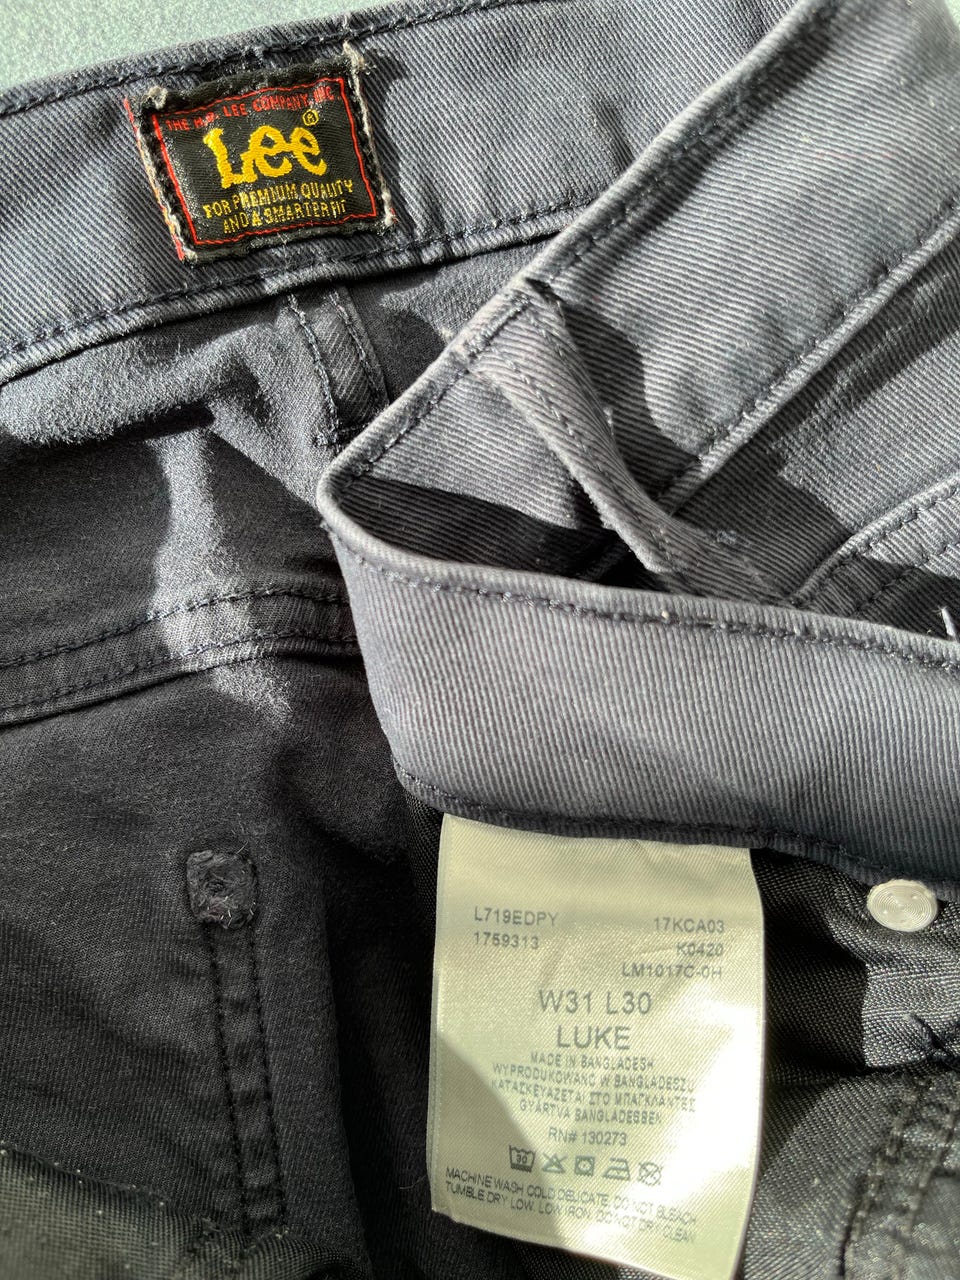 THE H.D. LEE COMPANY, INC.
Lee®
FOR PREMIUM QUALITY
AND A SMARTER FIT
L719EDPY 17KCA03
1759313 K0420
LM1017C-0H
W31 L30
LUKE
MADE IN BANGLADESH
WYPRODUKOWANO W BANGLADESZU
ΚΑΤΑΣΚΕΥΑΖΕΤΑΙ ΣΤΟ ΜΠΑΓΚΛΑΝΤΕΣ
GYÁRTVA BANGLADESBEN
RN# 130273
30
MACHINE WASH COLD DELICATE. DO NOT BLEACH.
TUMBLE DRY LOW. LOW IRON. DO NOT DRY CLEAN